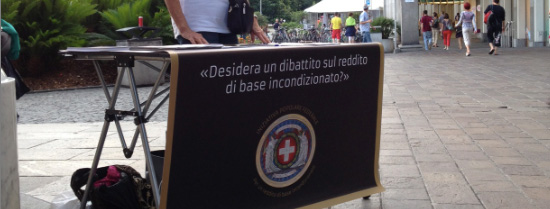 «Desidera un dibattito sul reddito
di base incondizionato?»